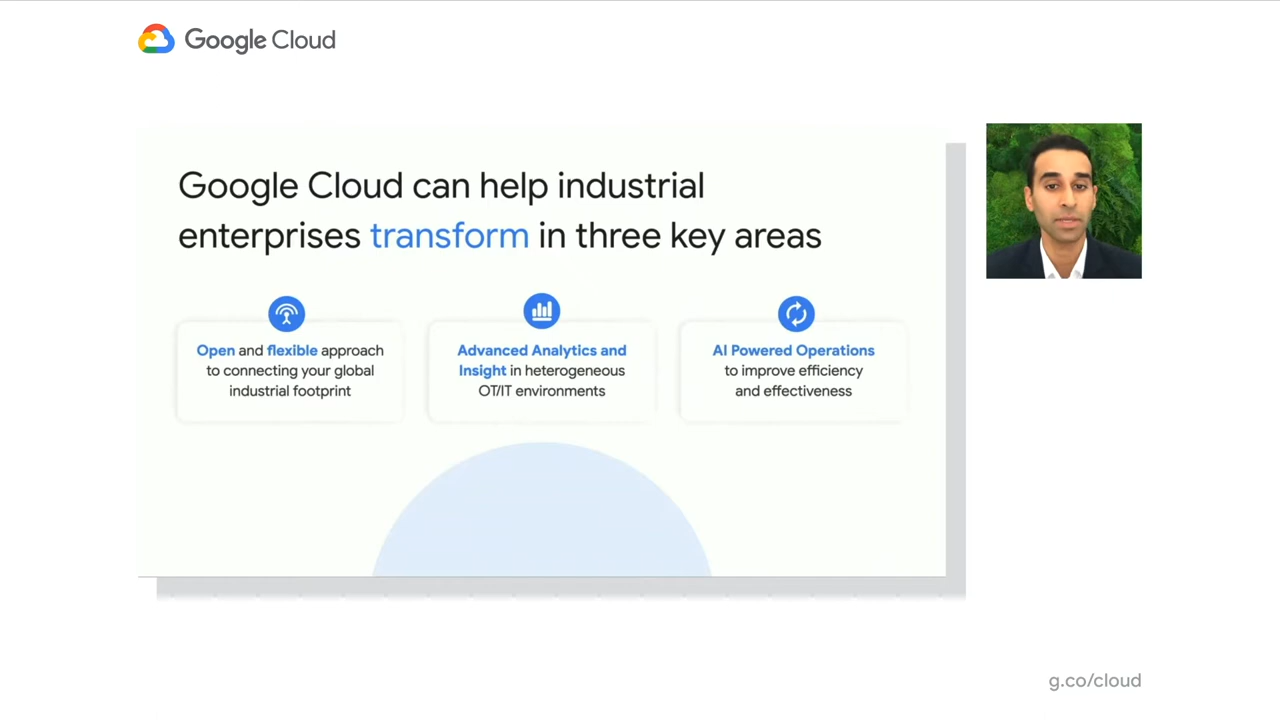 Google Cloud
Google Cloud can help industrial
enterprises transform in three key areas
Open and flexible approach
to connecting your global
industrial footprint
Advanced Analytics and
Insight in heterogeneous
OT/IT environments
AI Powered Operations
to improve efficiency
and effectiveness
g.co/cloud